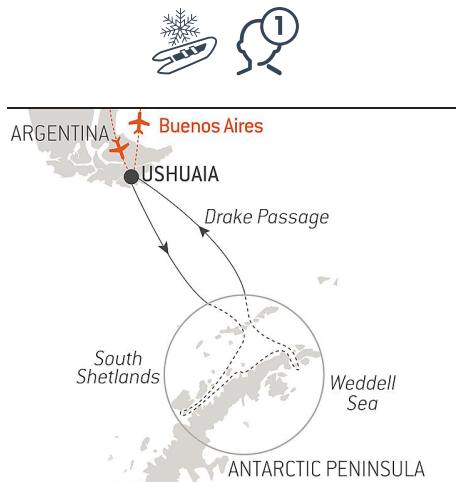 1
Buenos Aires
ARGENTINA
USHUAIA
Drake Passage
South
Shetlands
Weddell
Sea
ANTARCTIC PENINSULA